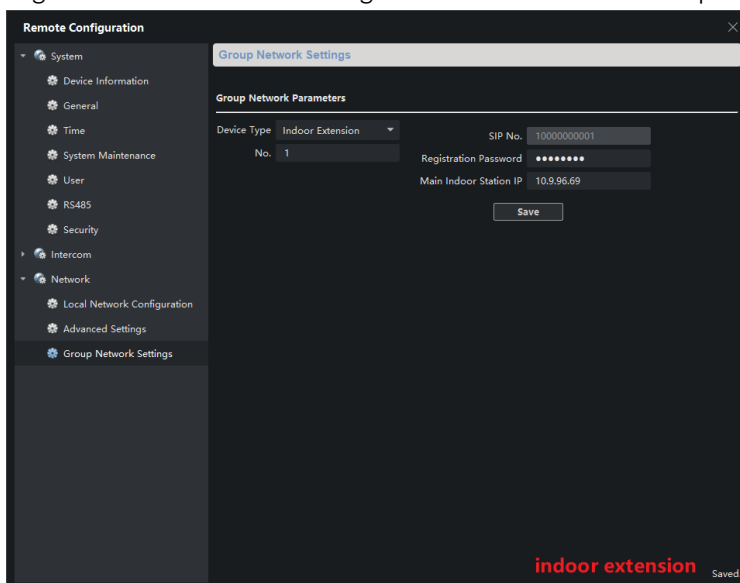 Remote Configuration
System
Device Information
General
Time
System Maintenance
User
RS485
Security
Intercom
Network
Local Network Configuration
Advanced Settings
Group Network Settings
Group Network Settings
Group Network Parameters
Device Type Indoor Extension
No. 1
SIP No. 10000000001
Registration Password ••••••••
Main Indoor Station IP 10.9.96.69
Save
indoor extension
Saved